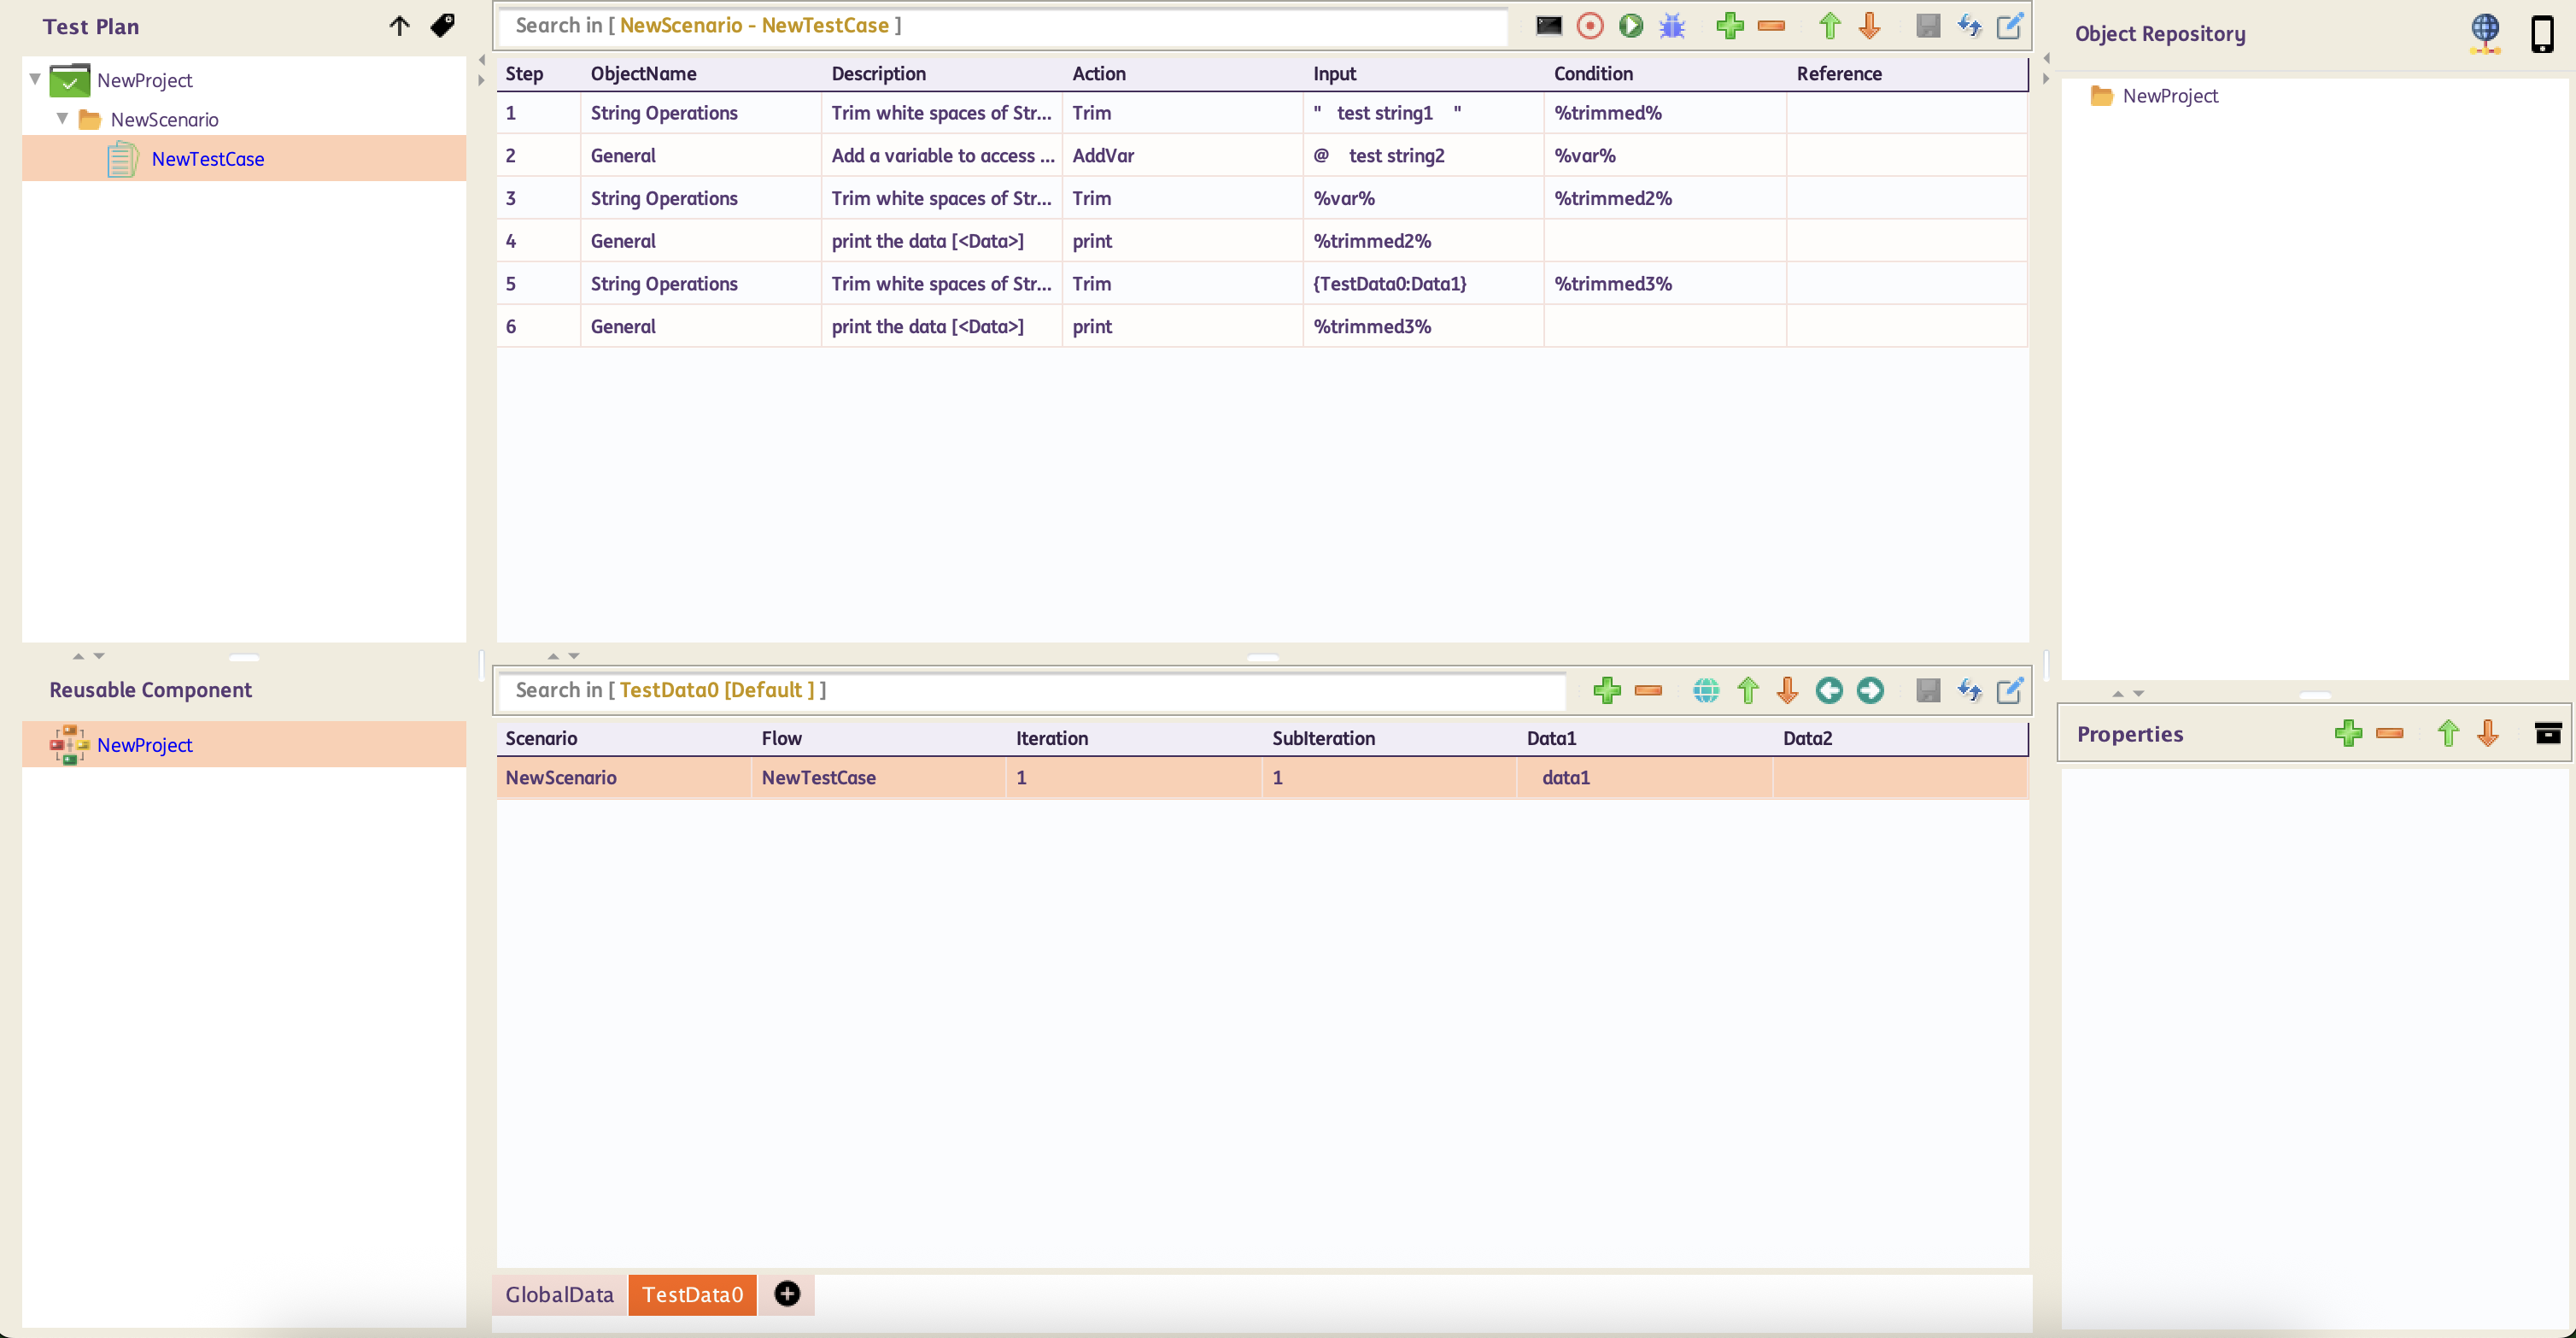 Test Plan
NewProject
NewScenario
NewTestCase
Reusable Component
NewProject
Search in [ NewScenario - NewTestCase ]
Step ObjectName Description Action Input Condition Reference
1 String Operations Trim white spaces of Str... Trim "   test string1    " %trimmed%
2 General Add a variable to access ... AddVar @    test string2 %var%
3 String Operations Trim white spaces of Str... Trim %var% %trimmed2%
4 General print the data [<Data>] print %trimmed2%
5 String Operations Trim white spaces of Str... Trim {TestData0:Data1} %trimmed3%
6 General print the data [<Data>] print %trimmed3%
Search in [ TestData0 [Default ] ]
Scenario Flow Iteration SubIteration Data1 Data2
NewScenario NewTestCase 1 1 data1
GlobalData TestData0
Object Repository
NewProject
Properties